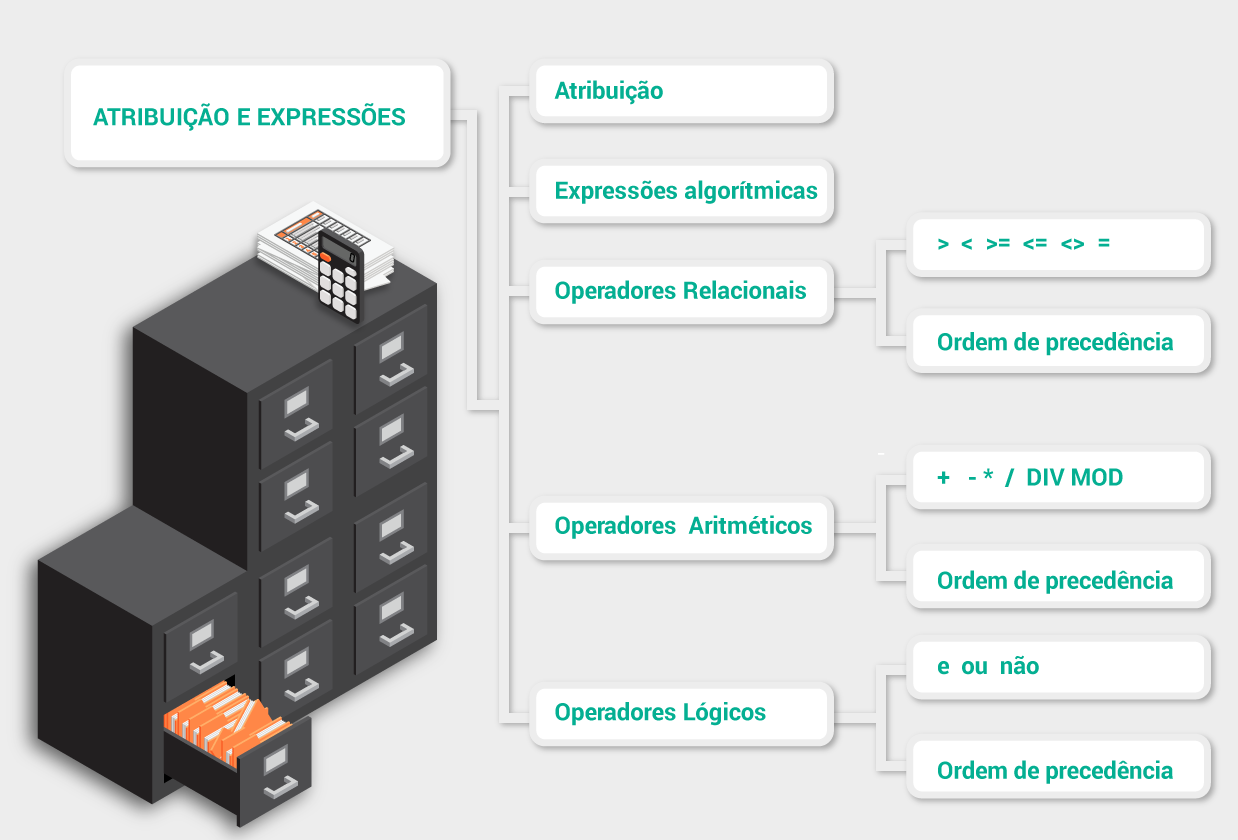 ATRIBUIÇÃO E EXPRESSÕES
Atribuição
Expressões algorítmicas
Operadores Relacionais
> < >= <= <> =
Ordem de precedência
Operadores Aritméticos
+ - * / DIV MOD
Ordem de precedência
Operadores Lógicos
e ou não
Ordem de precedência
0